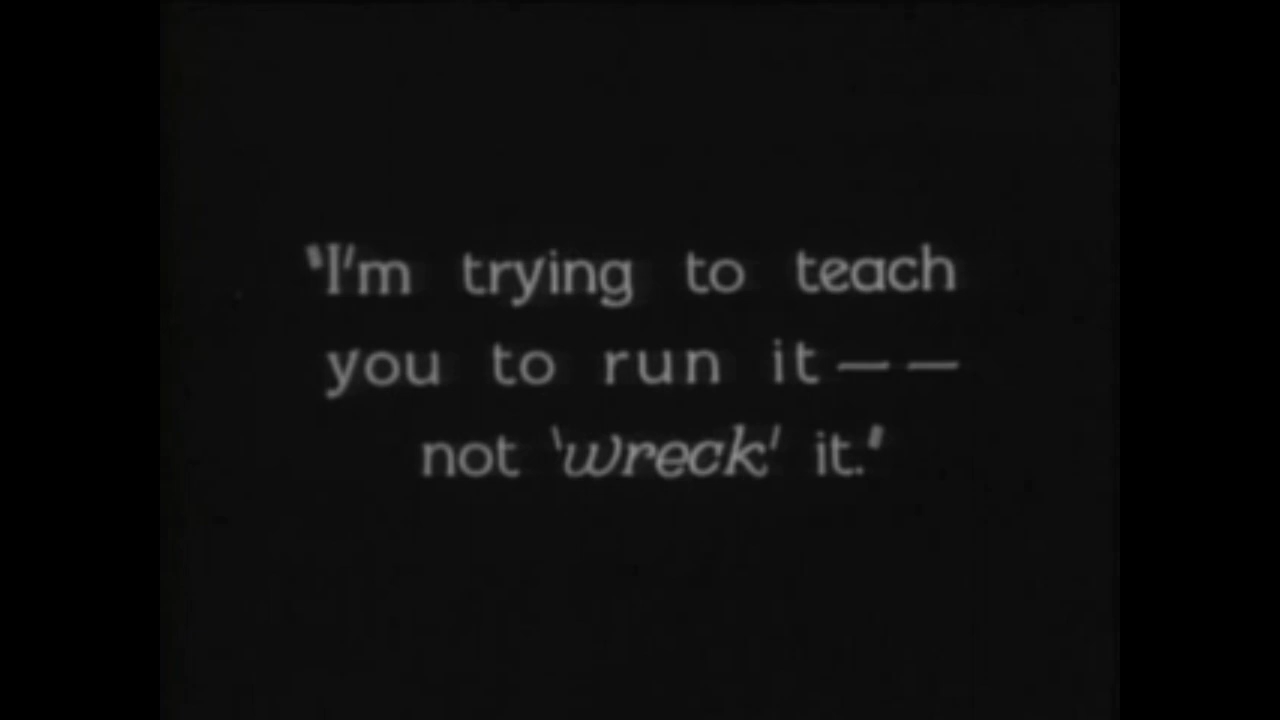 "I'm trying to teach
you to run it — —
not 'wreck' it."